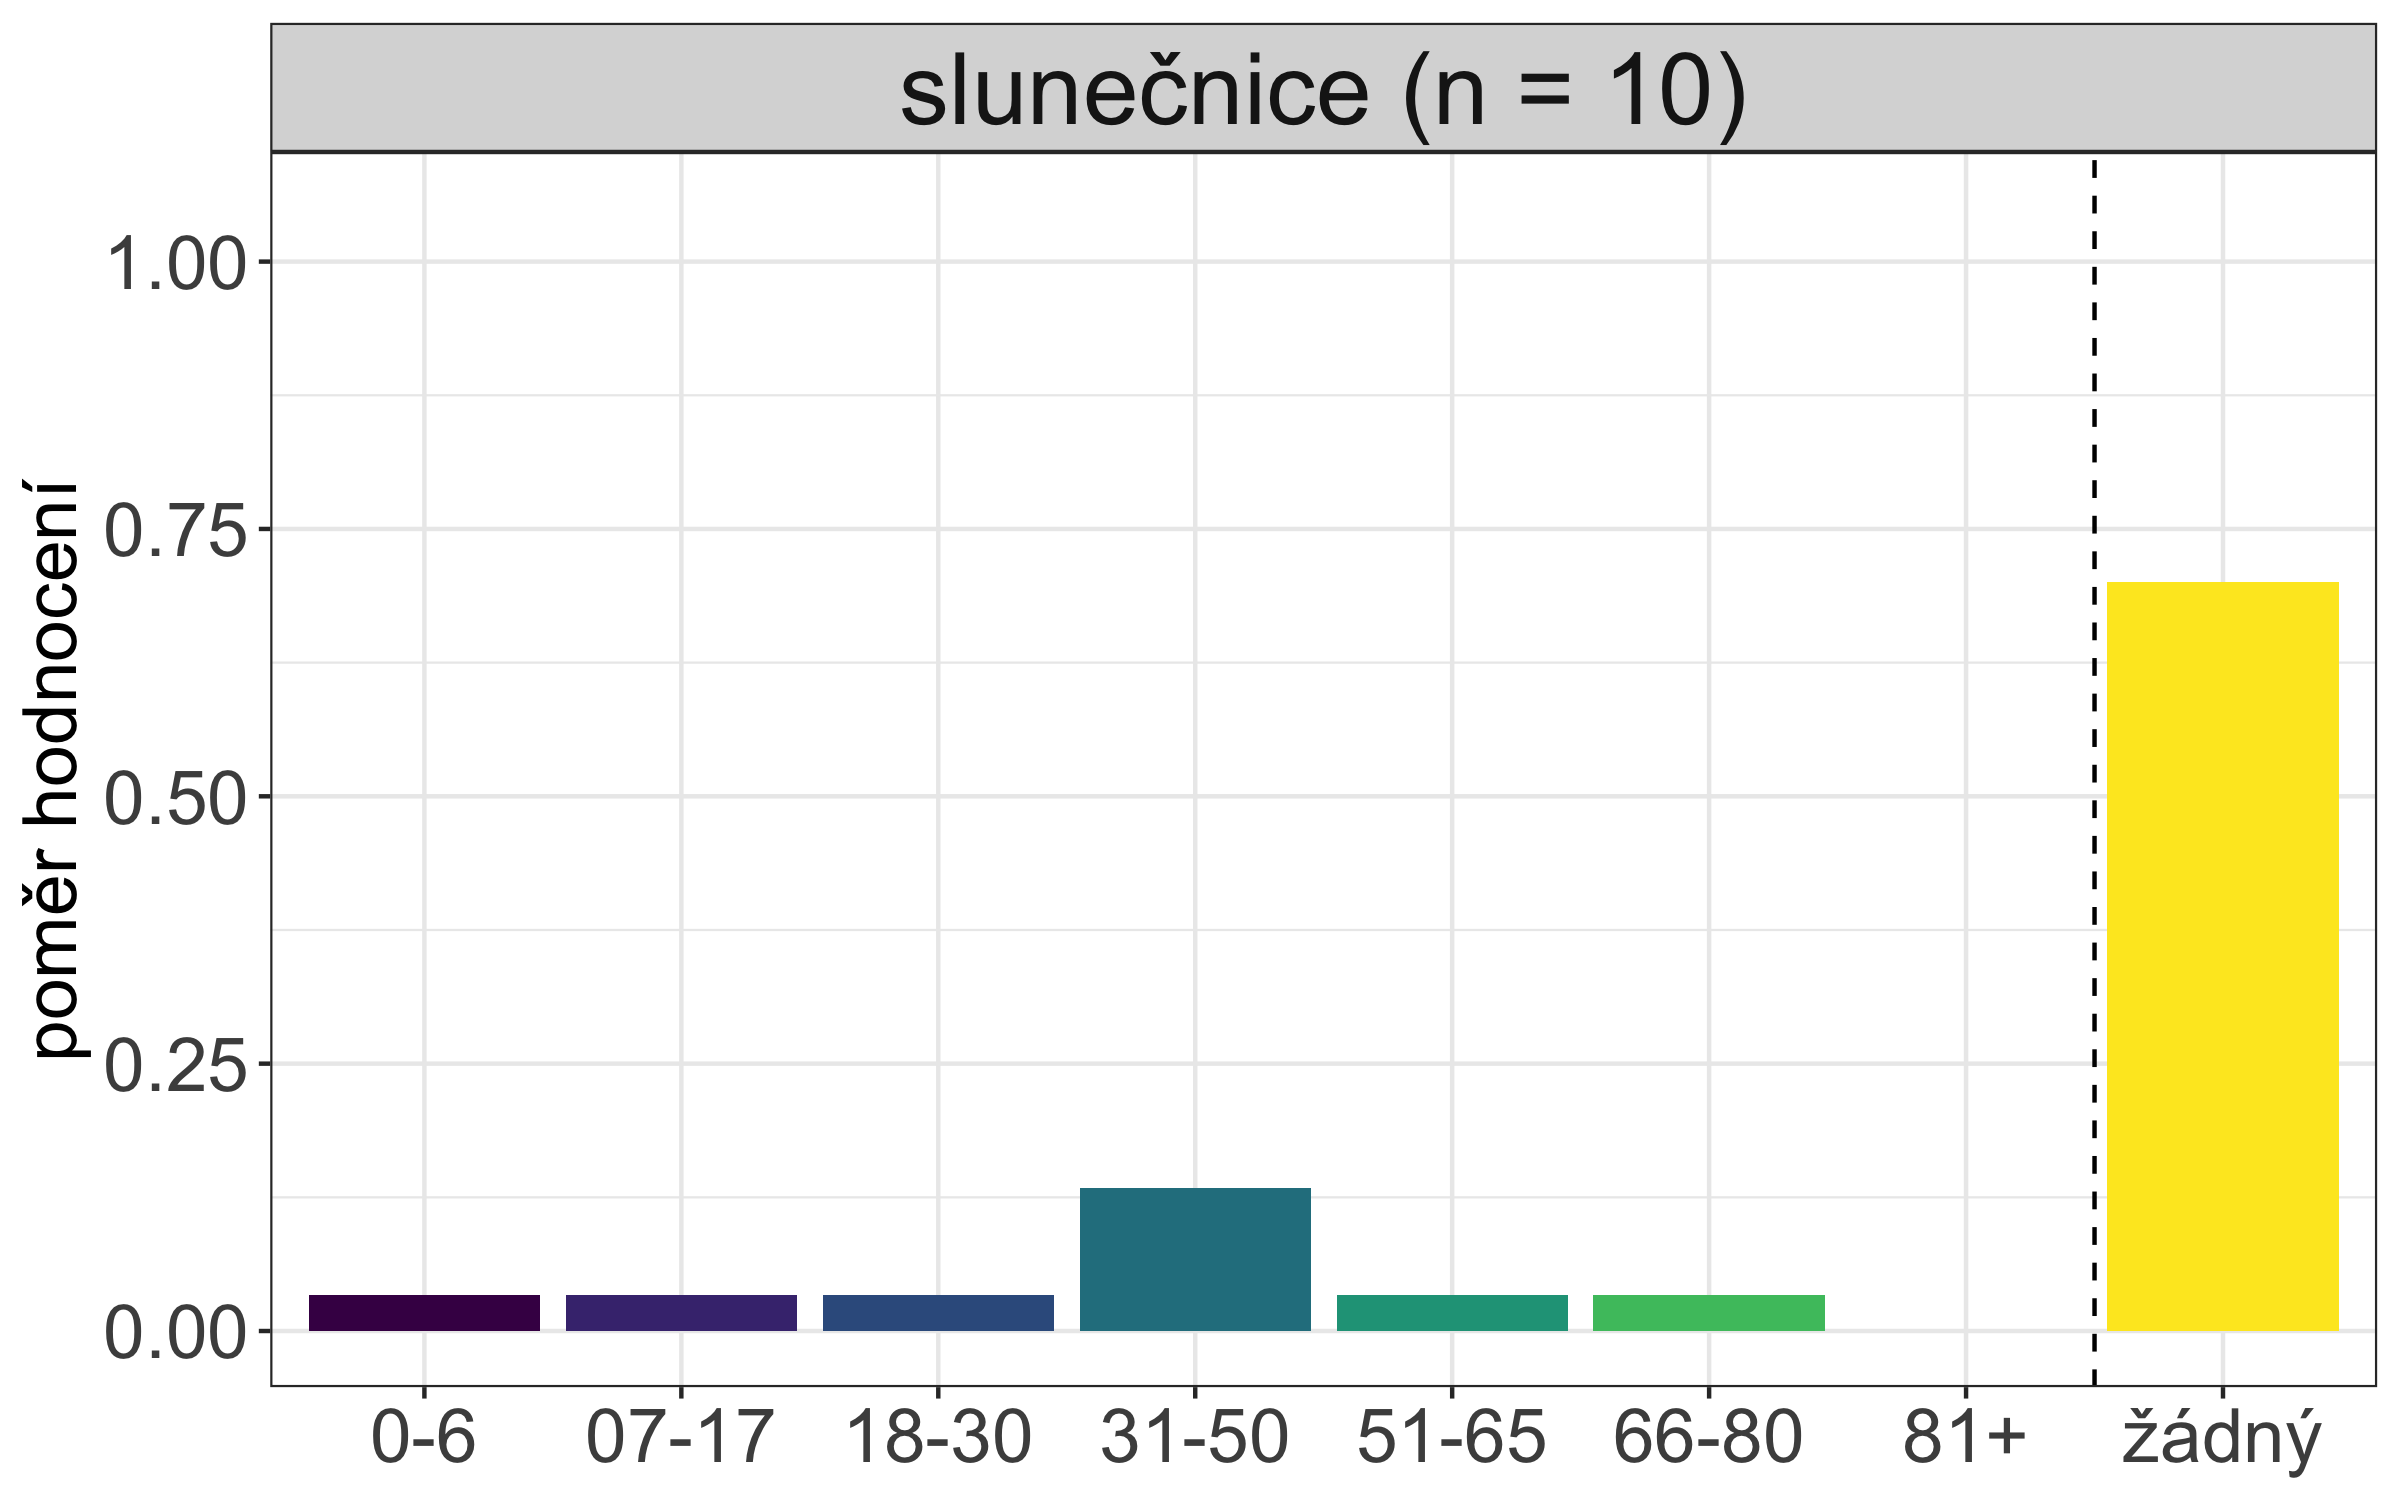 slunečnice (n = 10)
poměr hodnocení
1.00
0.75
0.50
0.25
0.00
0-6 07-17 18-30 31-50 51-65 66-80 81+ žádný